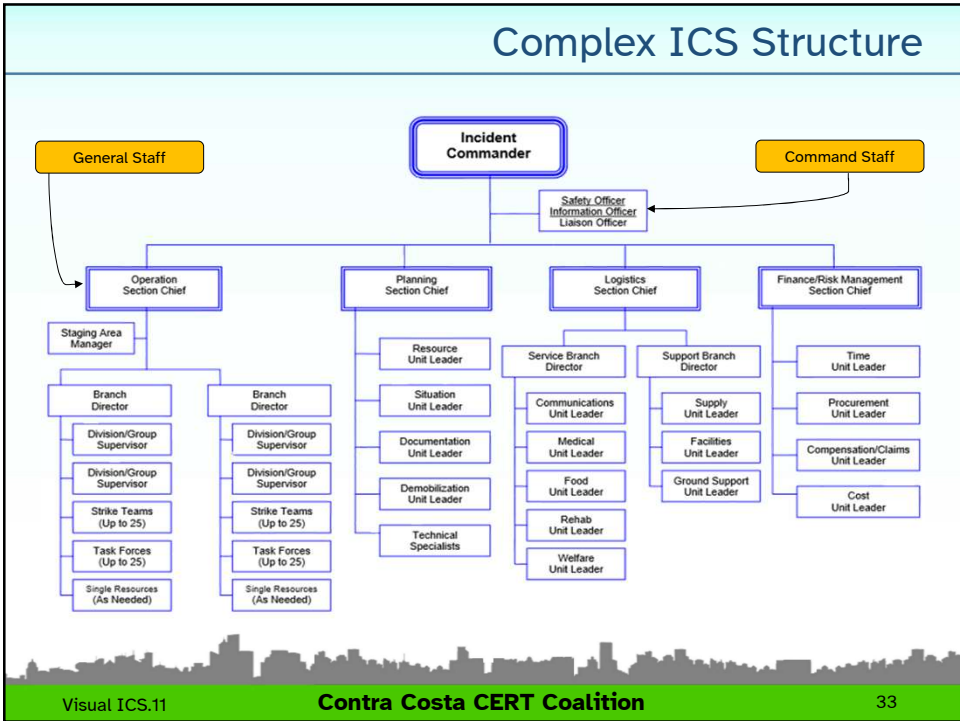 Complex ICS Structure
Incident
Commander
General Staff
Command Staff
Safety Officer
Information Officer
Liaison Officer
Operation
Section Chief
Planning
Section Chief
Logistics
Section Chief
Finance/Risk Management
Section Chief
Staging Area
Manager
Branch
Director
Division/Group
Supervisor
Division/Group
Supervisor
Strike Teams
(Up to 25)
Task Forces
(Up to 25)
Single Resources
(As Needed)
Branch
Director
Division/Group
Supervisor
Division/Group
Supervisor
Strike Teams
(Up to 25)
Task Forces
(Up to 25)
Single Resources
(As Needed)
Resource
Unit Leader
Situation
Unit Leader
Documentation
Unit Leader
Demobilization
Unit Leader
Technical
Specialists
Service Branch
Director
Communications
Unit Leader
Medical
Unit Leader
Food
Unit Leader
Rehab
Unit Leader
Welfare
Unit Leader
Support Branch
Director
Supply
Unit Leader
Facilities
Unit Leader
Ground Support
Unit Leader
Time
Unit Leader
Procurement
Unit Leader
Compensation/Claims
Unit Leader
Cost
Unit Leader
Visual ICS.11
Contra Costa CERT Coalition
33